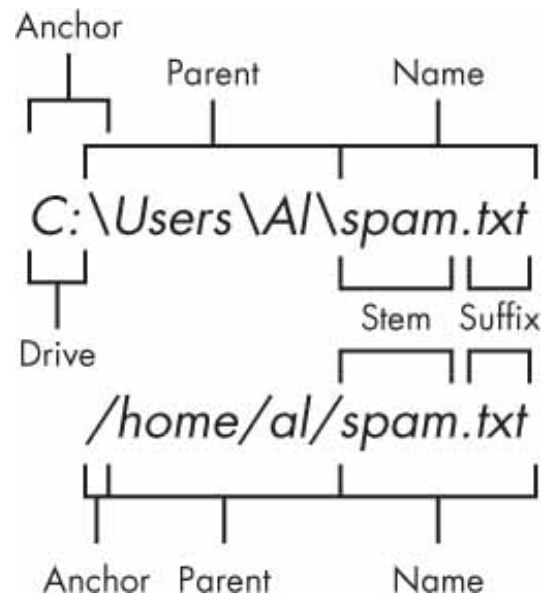 Anchor
Parent Name
C:\Users\Al\spam.txt
Stem Suffix
Drive
/home/al/spam.txt
Anchor Parent Name